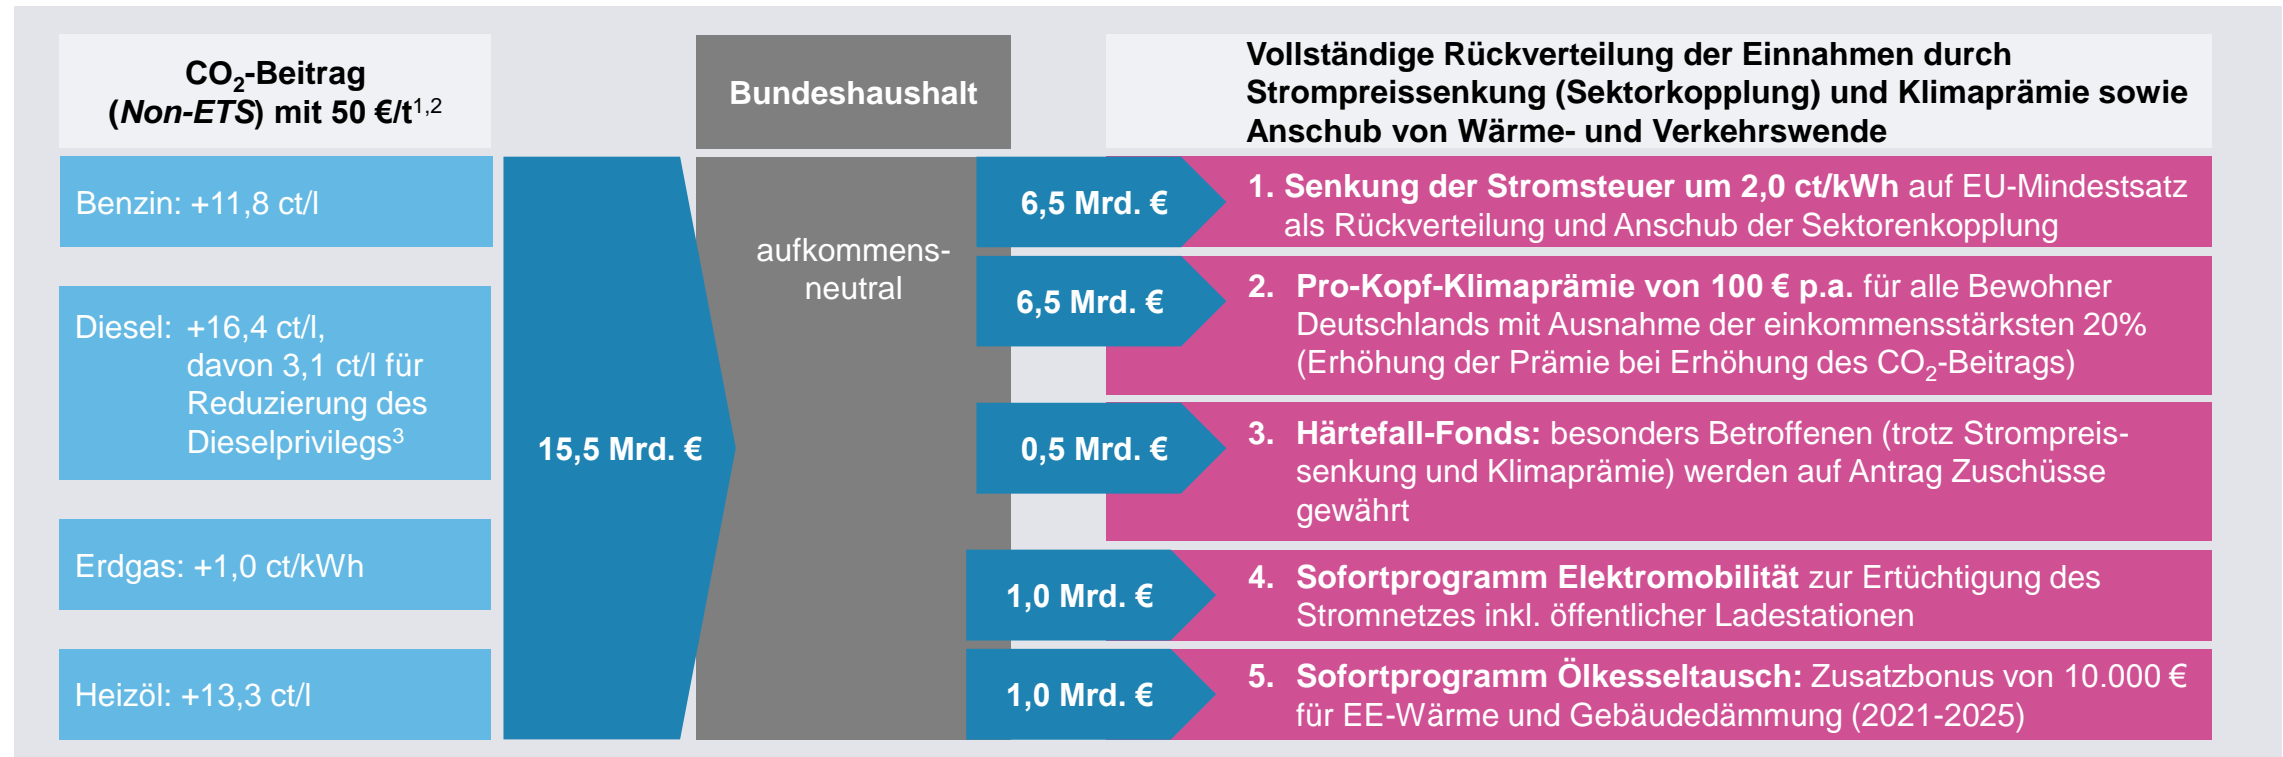 CO₂-Beitrag
(Non-ETS) mit 50 €/t¹,²
Bundeshaushalt
Vollständige Rückverteilung der Einnahmen durch
Strompreissenkung (Sektorkopplung) und Klimaprämie sowie
Anschub von Wärme- und Verkehrswende
Benzin: +11,8 ct/l
Diesel: +16,4 ct/l,
davon 3,1 ct/l für
Reduzierung des
Dieselprivilegs³
Erdgas: +1,0 ct/kWh
Heizöl: +13,3 ct/l
15,5 Mrd. €
aufkommens-
neutral
6,5 Mrd. €
1. Senkung der Stromsteuer um 2,0 ct/kWh auf EU-Mindestsatz
als Rückverteilung und Anschub der Sektorenkopplung
6,5 Mrd. €
2. Pro-Kopf-Klimaprämie von 100 € p.a. für alle Bewohner
Deutschlands mit Ausnahme der einkommensstärksten 20%
(Erhöhung der Prämie bei Erhöhung des CO₂-Beitrags)
0,5 Mrd. €
3. Härtefall-Fonds: besonders Betroffenen (trotz Strompreis-
senkung und Klimaprämie) werden auf Antrag Zuschüsse
gewährt
1,0 Mrd. €
4. Sofortprogramm Elektromobilität zur Ertüchtigung des
Stromnetzes inkl. öffentlicher Ladestationen
1,0 Mrd. €
5. Sofortprogramm Ölkesseltausch: Zusatzbonus von 10.000 €
für EE-Wärme und Gebäudedämmung (2021-2025)